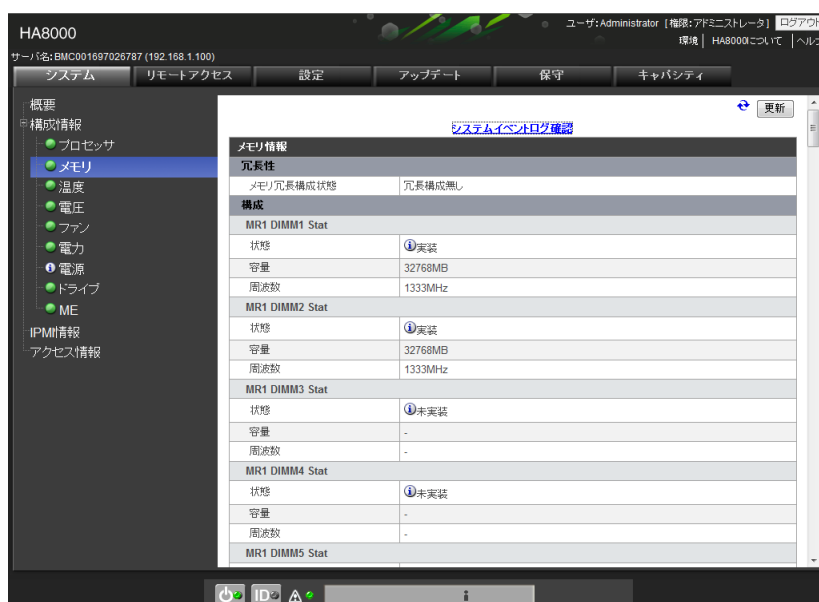 HA8000
ユーザ:Administrator [権限:アドミニストレータ] ログアウト
環境 | HA8000について | ヘル
サーバ名:BMC001697026787 (192.168.1.100)
システム リモートアクセス 設定 アップデート 保守 キャパシティ
概要
構成情報
プロセッサ
メモリ
温度
電圧
ファン
電力
電源
ドライブ
ME
IPMI情報
アクセス情報
更新
システムイベントログ確認
メモリ情報
冗長性
メモリ冗長構成状態 冗長構成無し
構成
MR1 DIMM1 Stat
状態 実装
容量 32768MB
周波数 1333MHz
MR1 DIMM2 Stat
状態 実装
容量 32768MB
周波数 1333MHz
MR1 DIMM3 Stat
状態 未実装
容量 -
周波数 -
MR1 DIMM4 Stat
状態 未実装
容量 -
周波数 -
MR1 DIMM5 Stat
ID